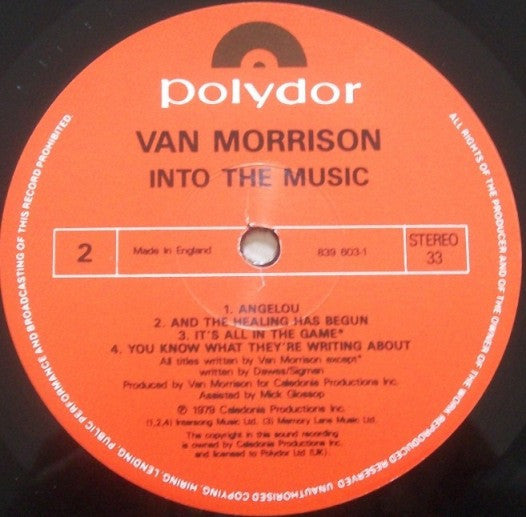 polydor
VAN MORRISON
INTO THE MUSIC
2
Made in England
839 603-1
STEREO
33
1. ANGELOU
2. AND THE HEALING HAS BEGUN
3. IT'S ALL IN THE GAME*
4. YOU KNOW WHAT THEY'RE WRITING ABOUT
All titles written by Van Morrison except*
written by Dawes/Sigman
Produced by Van Morrison for Caledonia Productions Inc.
Assisted by Mick Glossop
℗ 1979 Caledonia Productions Inc.
(1,2,4) Intersong Music Ltd. (3) Memory Lane Music Ltd.
The copyright in this sound recording
is owned by Caledonia Productions Inc.
and licensed to Polydor Ltd (UK).
ALL RIGHTS OF THE PRODUCER AND OF THE OWNER OF THE WORK REPRODUCED RESERVED. UNAUTHORISED COPYING, HIRING, LENDING, PUBLIC PERFORMANCE AND BROADCASTING OF THIS RECORD PROHIBITED.